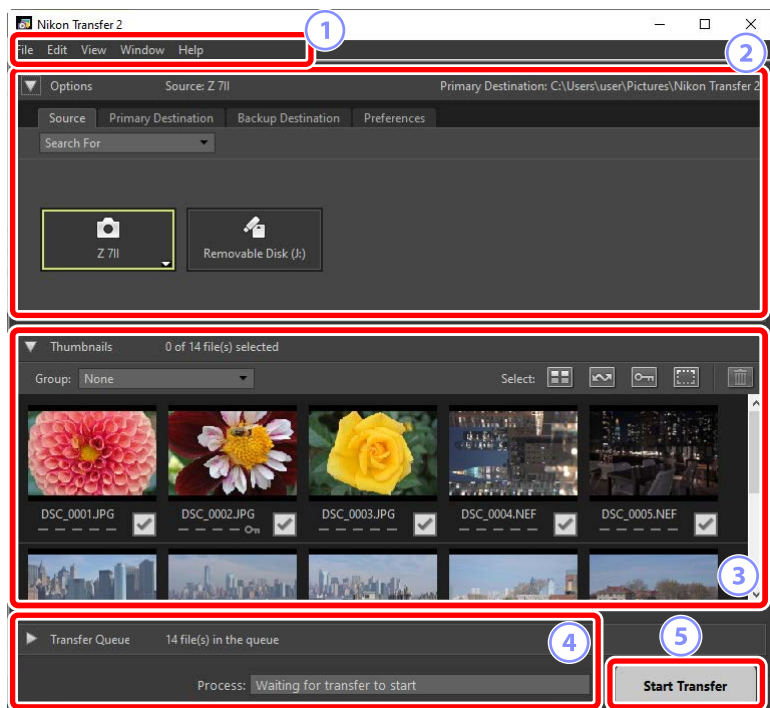 Nikon Transfer 2
1
File Edit View Window Help
2
Options Source: Z 7II Primary Destination: C:\Users\user\Pictures\Nikon Transfer 2
Source Primary Destination Backup Destination Preferences
Search For
Z 7II Removable Disk (J:)
Thumbnails 0 of 14 file(s) selected
Group: None Select:
DSC_0001.JPG DSC_0002.JPG DSC_0003.JPG DSC_0004.NEF DSC_0005.NEF
3
Transfer Queue 14 file(s) in the queue
4
5
Process: Waiting for transfer to start
Start Transfer